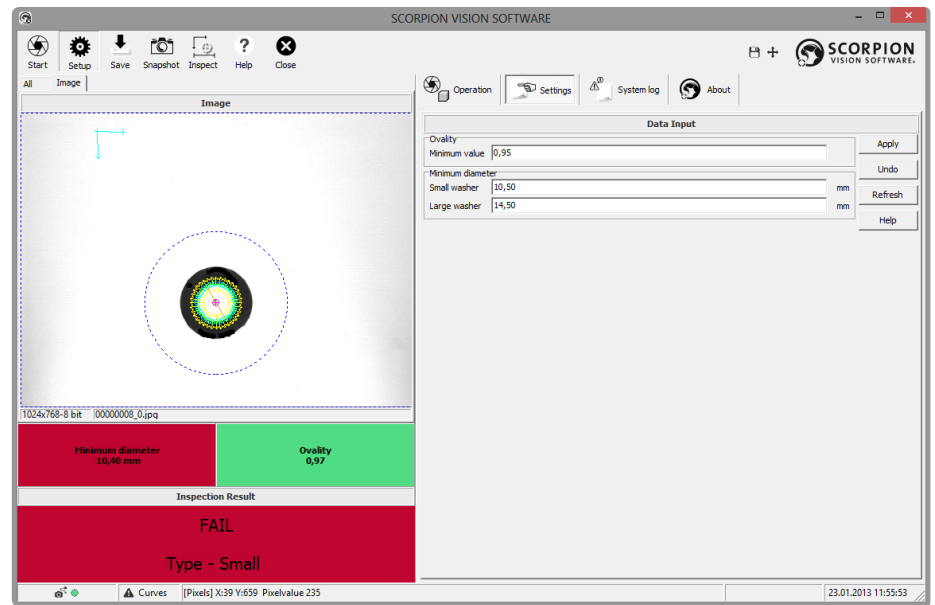 SCORPION VISION SOFTWARE
Start
Setup
Save
Snapshot
Inspect
Help
Close
SCORPION
VISION SOFTWARE.
All
Image
Image
1024x768-8 bit
00000008_0.jpg
Minimum diameter
10,40 mm
Ovality
0,97
Inspection Result
FAIL
Type - Small
Operation
Settings
System log
About
Data Input
Ovality
Minimum value
0,95
Minimum diameter
Small washer
10,50
mm
Large washer
14,50
mm
Apply
Undo
Refresh
Help
Curves
[Pixels] X:39 Y:659 Pixelvalue 235
23.01.2013 11:55:53